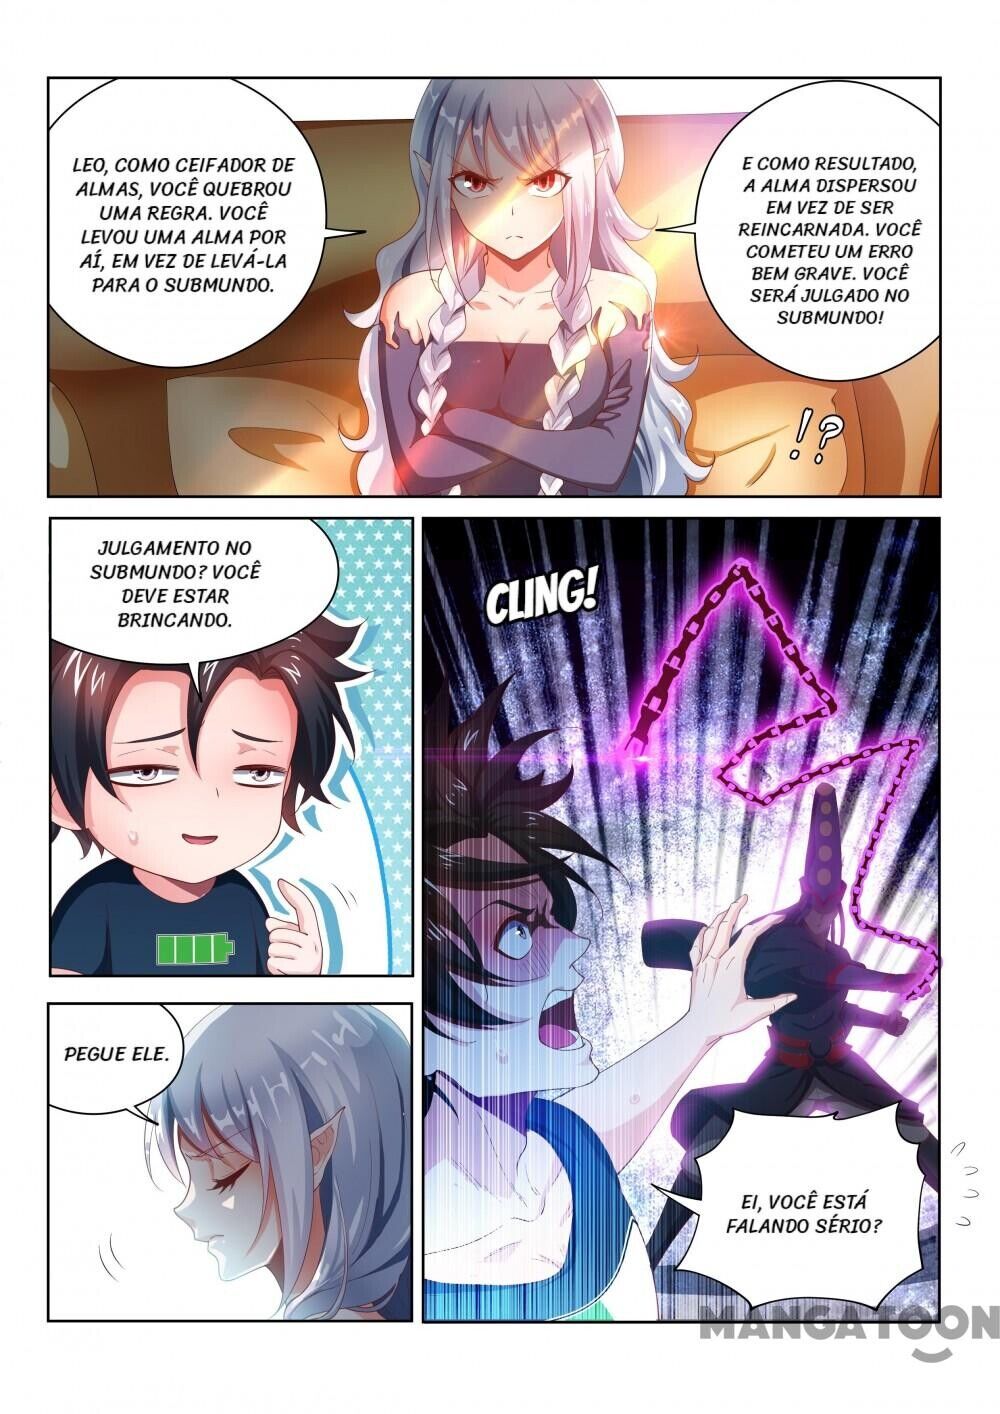 LEO, COMO CEIFADOR DE
ALMAS, VOCÊ QUEBROU
UMA REGRA. VOCÊ
LEVOU UMA ALMA POR
AÍ, EM VEZ DE LEVÁ-LA
PARA O SUBMUNDO.
E COMO RESULTADO,
A ALMA DISPERSOU
EM VEZ DE SER
REINCARNADA. VOCÊ
COMETEU UM ERRO
BEM GRAVE. VOCÊ
SERÁ JULGADO NO
SUBMUNDO!
!?
JULGAMENTO NO
SUBMUNDO? VOCÊ
DEVE ESTAR
BRINCANDO.
CLING!
PEGUE ELE.
EI, VOCÊ ESTÁ
FALANDO SÉRIO?
MANGATOON